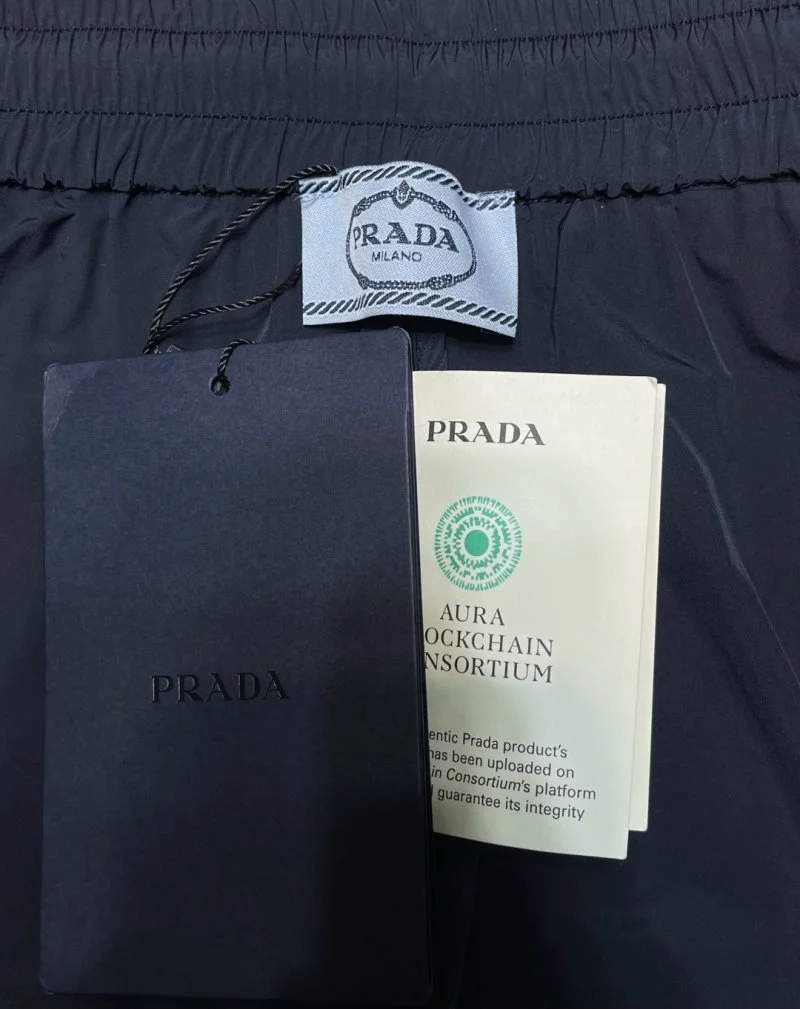 PRADA
MILANO
PRADA
PRADA
AURA
OCKCHAIN
NSORTIUM
entic Prada product's
has been uploaded on
in Consortium's platform
guarantee its integrity